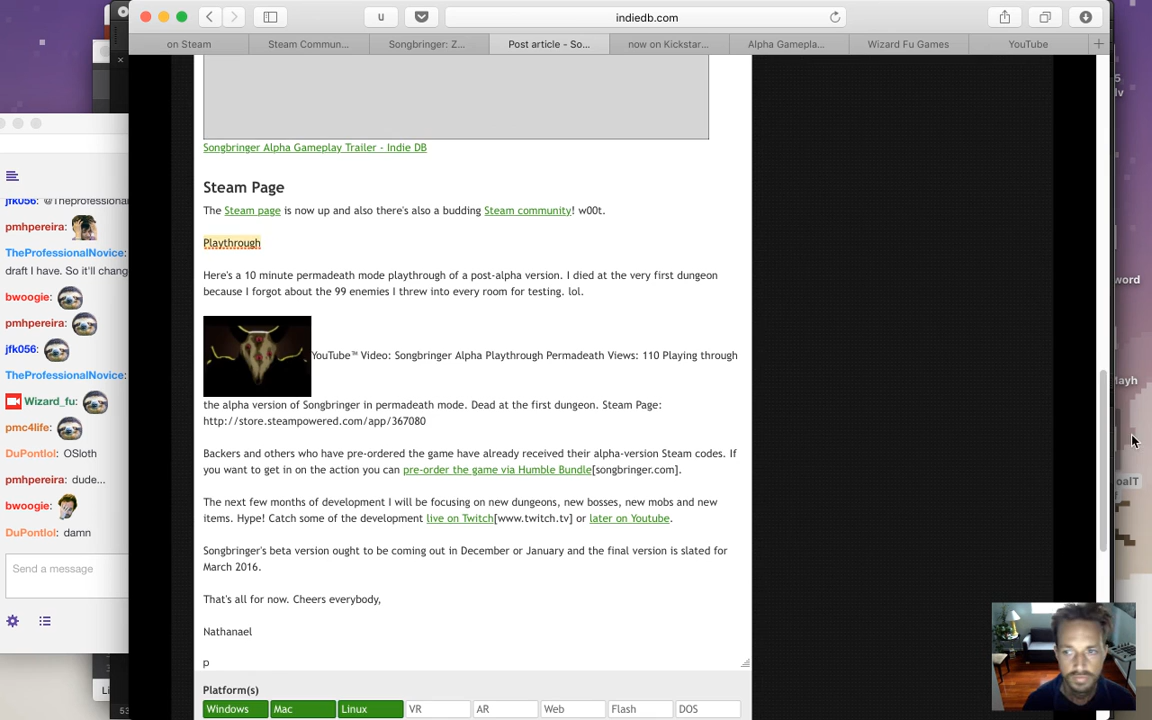 indiedb.com
on Steam
Steam Commun...
Songbringer: Z...
Post article - So...
now on Kickstar...
Alpha Gamepla...
Wizard Fu Games
YouTube
Songbringer Alpha Gameplay Trailer - Indie DB
Steam Page
The Steam page is now up and also there's also a budding Steam community! w00t.
Playthrough
Here's a 10 minute permadeath mode playthrough of a post-alpha version. I died at the very first dungeon
because I forgot about the 99 enemies I threw into every room for testing. lol.
YouTube™ Video: Songbringer Alpha Playthrough Permadeath Views: 110 Playing through
the alpha version of Songbringer in permadeath mode. Dead at the first dungeon. Steam Page:
http://store.steampowered.com/app/367080
Backers and others who have pre-ordered the game have already received their alpha-version Steam codes. If
you want to get in on the action you can pre-order the game via Humble Bundle[songbringer.com].
The next few months of development I will be focusing on new dungeons, new bosses, new mobs and new
items. Hype! Catch some of the development live on Twitch[www.twitch.tv] or later on Youtube.
Songbringer's beta version ought to be coming out in December or January and the final version is slated for
March 2016.
That's all for now. Cheers everybody,
Nathanael
p
Platform(s)
Windows
Mac
Linux
VR
AR
Web
Flash
DOS
jfk056: @Theprofessional
pmhpereira:
TheProfessionalNovice:
draft I have. So it'll chang
bwoogie:
pmhpereira:
jfk056:
TheProfessionalNovice:
Wizard_fu:
pmc4life:
DuPontlol: OSloth
pmhpereira: dude...
bwoogie:
DuPontlol: damn
Send a message